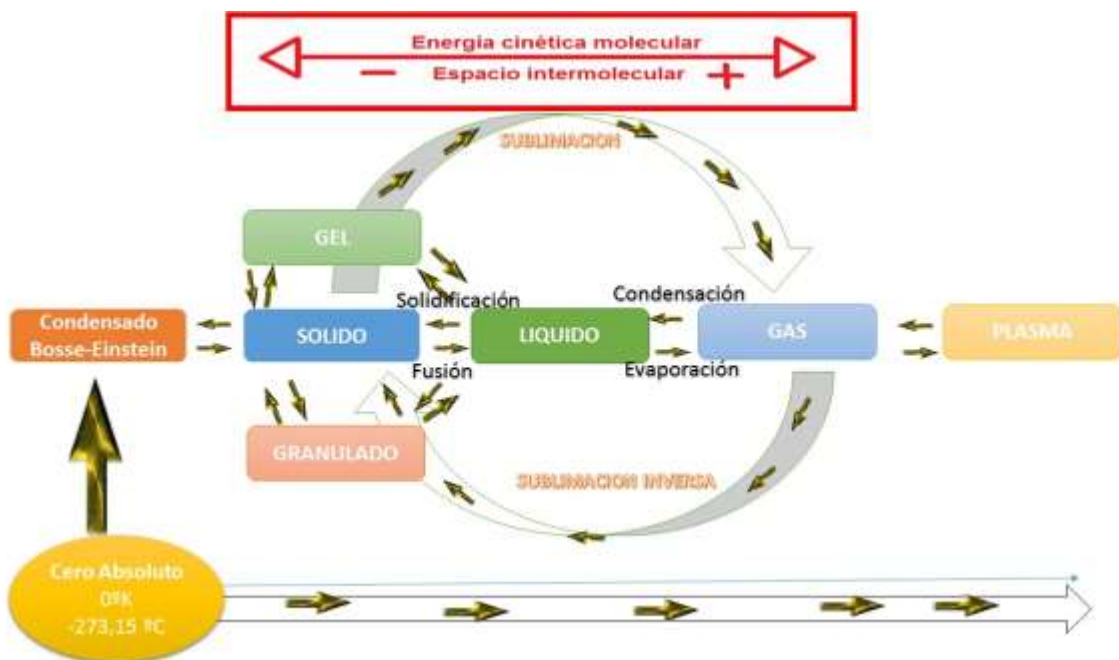 Energía cinética molecular
− Espacio intermolecular +
SUBLIMACION
GEL
Solidificación
Condensación
Condensado
Bosse-Einstein
SOLIDO
LIQUIDO
GAS
PLASMA
Fusión
Evaporación
GRANULADO
SUBLIMACION INVERSA
Cero Absoluto
0ºK
-273,15 ºC